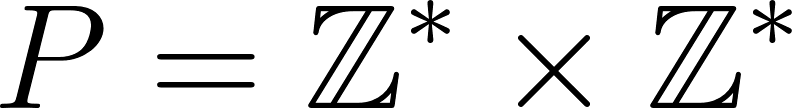 P = ℤ* × ℤ*